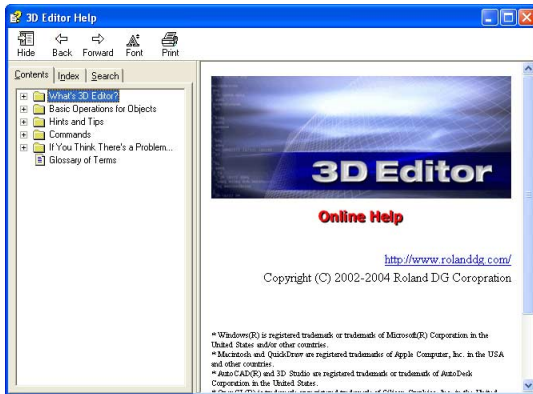 3D Editor Help
Hide Back Forward Font Print
Contents Index Search
What's 3D Editor?
Basic Operations for Objects
Hints and Tips
Commands
If You Think There's a Problem...
Glossary of Terms
3D Editor
Online Help
http://www.rolanddg.com/
Copyright (C) 2002-2004 Roland DG Coropration
* Windows(R) is registered trademark or trademark of Microsoft(R) Corporation in the
United States and/or other countries.
* Macintosh and QuickDraw are registered trademarks of Apple Computer, Inc. in the USA
and other countries.
* AutoCAD(R) and 3D Studio are registered trademark or trademark of AutoDesk
Corporation in the United States.